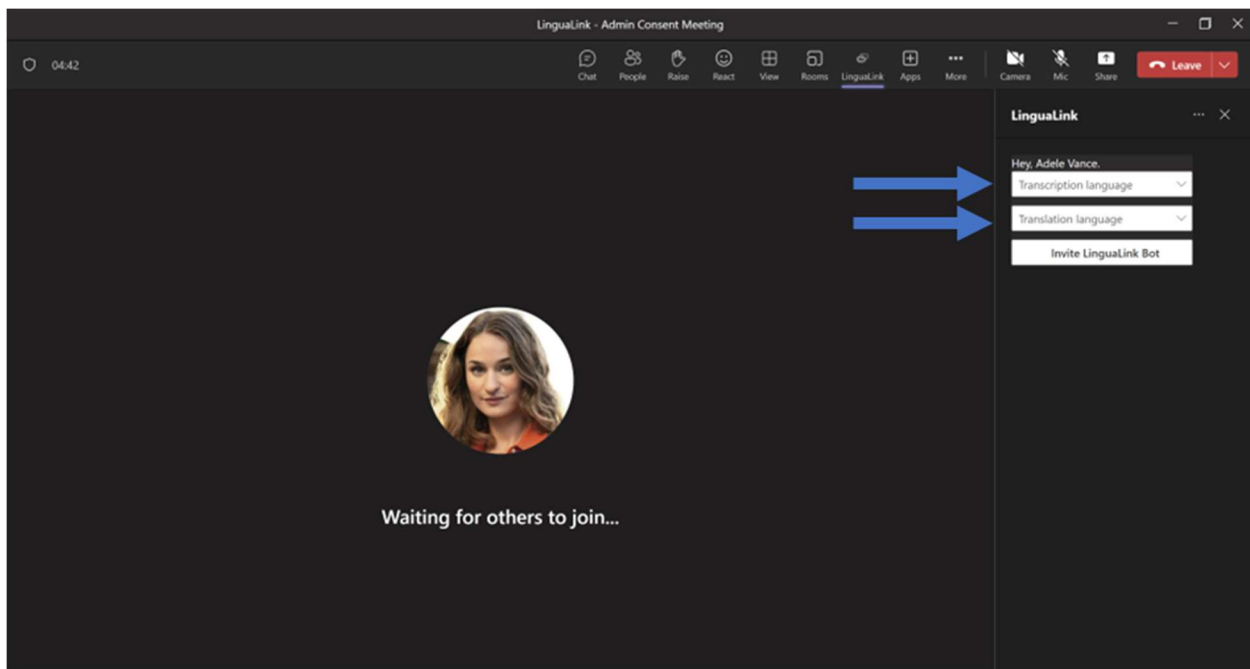 LinguaLink - Admin Consent Meeting
04:42
Chat People Raise React View Rooms LinguaLink Apps More Camera Mic Share Leave
LinguaLink
Hey, Adele Vance.
Transcription language
Translation language
Invite LinguaLink Bot
Waiting for others to join...